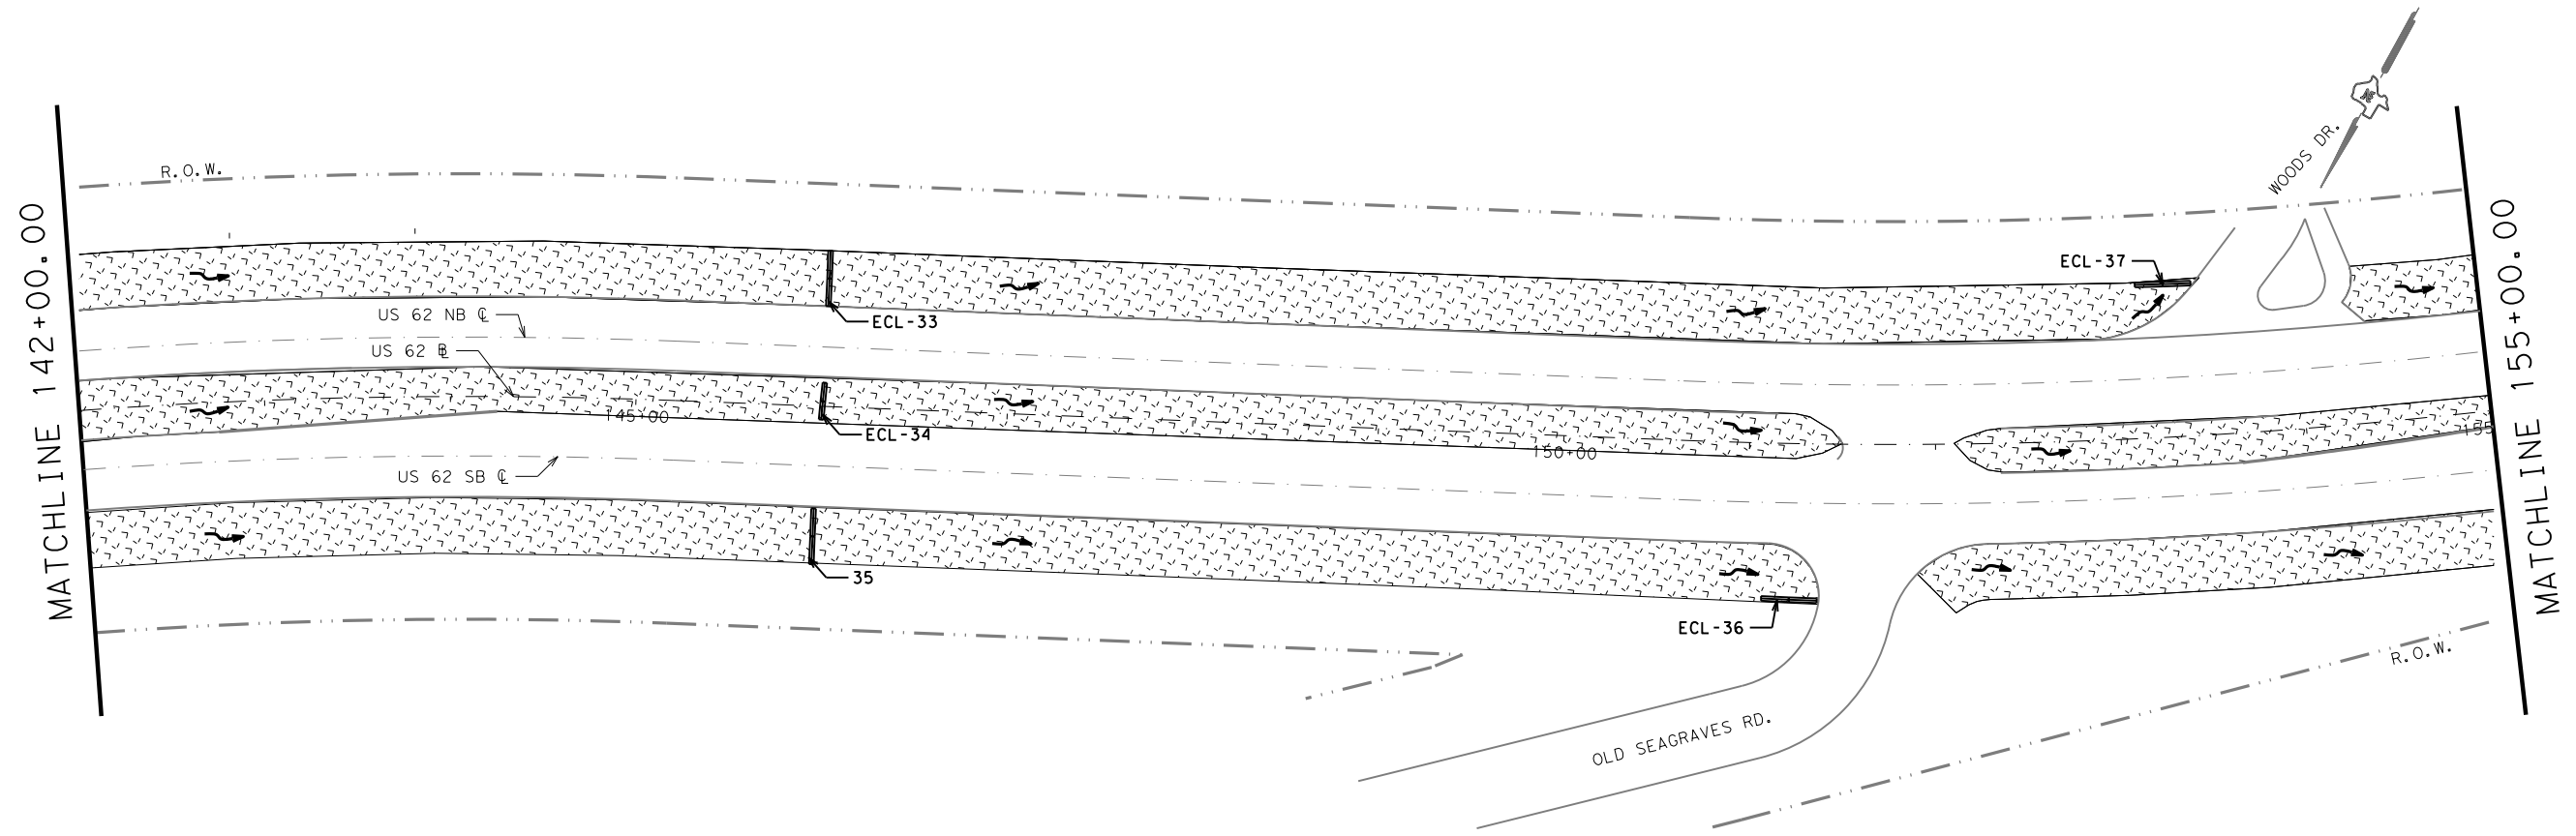 MATCHLINE 142+00.00
R.O.W.
WOODS DR.
ECL-37
US 62 NB ℄
ECL-33
US 62 B
145+00
ECL-34
150+00
155
US 62 SB ℄
35
ECL-36
R.O.W.
OLD SEAGRAVES RD.
MATCHLINE 155+00.00